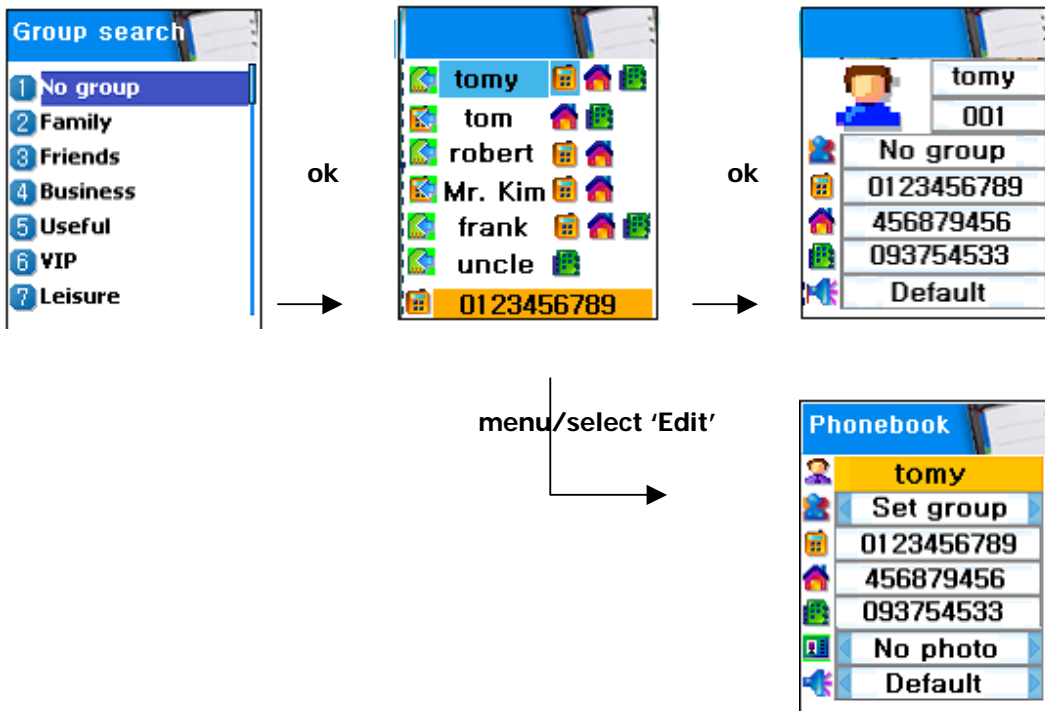 Group search
1 No group
2 Family
3 Friends
4 Business
5 Useful
6 VIP
7 Leisure
ok
tomy
tom
robert
Mr. Kim
frank
uncle
0123456789
ok
tomy
001
No group
0123456789
456879456
093754533
Default
menu/select ‘Edit’
Phonebook
tomy
Set group
0123456789
456879456
093754533
No photo
Default